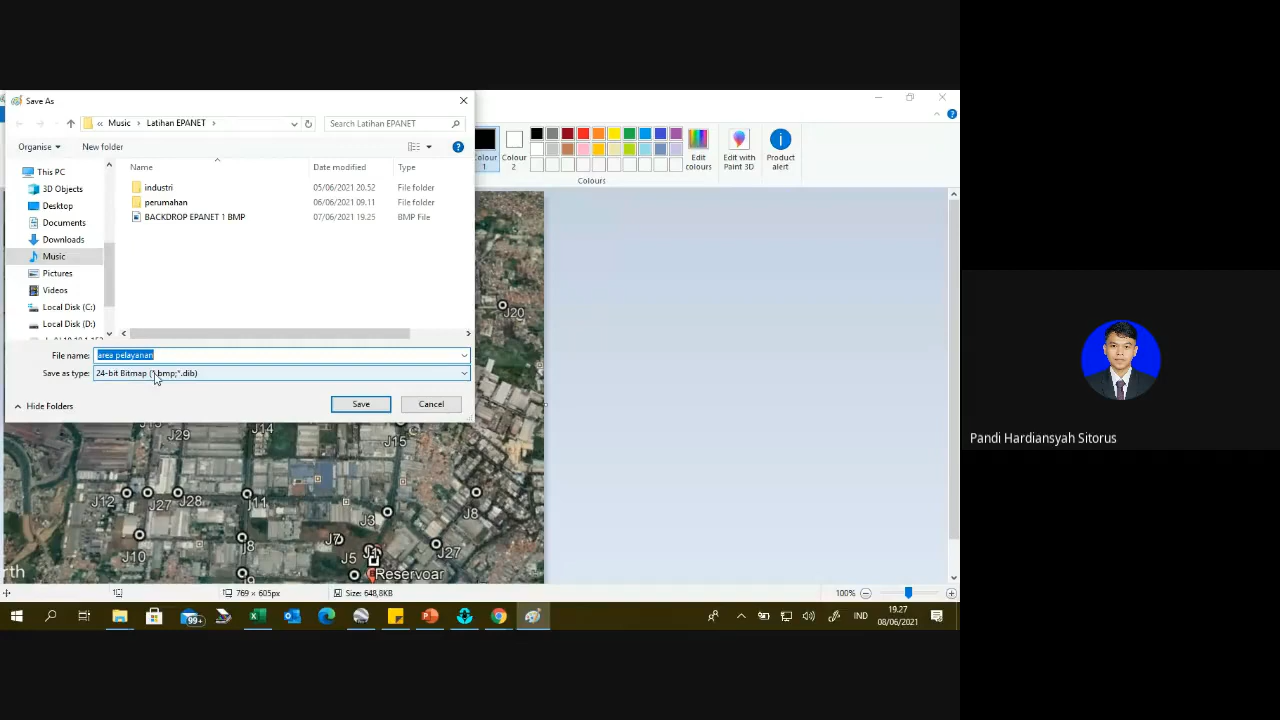 Save As
« Music › Latihan EPANET ›
Search Latihan EPANET
Organise
New folder
Name
Date modified
Type
This PC
3D Objects
Desktop
Documents
Downloads
Music
Pictures
Videos
Local Disk (C:)
Local Disk (D:)
industri
05/06/2021 20.52
File folder
perumahan
06/06/2021 09.11
File folder
BACKDROP EPANET 1 BMP
07/06/2021 19.25
BMP File
File name:
area pelayanan
Save as type:
24-bit Bitmap (*.bmp;*.dib)
Hide Folders
Save
Cancel
Colour
1
Colour
2
Edit
colours
Edit with
Paint 3D
Product
alert
Colours
J20
J29
J14
J15
J12
J27
J28
J11
J3
J8
J10
J8
J7
J5
J1
J27
Reservoar
rth
769 × 605px
Size: 648,8KB
100%
99+
IND
19.27
08/06/2021
Pandi Hardiansyah Sitorus